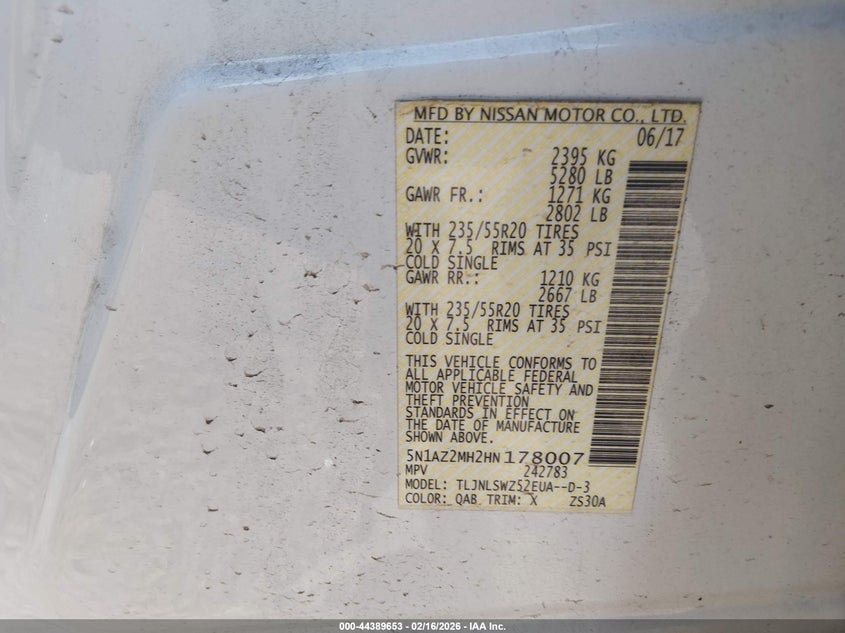 MFD BY NISSAN MOTOR CO., LTD.
DATE: 06/17
GVWR: 2395 KG
5280 LB
GAWR FR.: 1271 KG
2802 LB
WITH 235/55R20 TIRES
20 X 7.5 RIMS AT 35 PSI
COLD SINGLE
GAWR RR.: 1210 KG
2667 LB
WITH 235/55R20 TIRES
20 X 7.5 RIMS AT 35 PSI
COLD SINGLE
THIS VEHICLE CONFORMS TO
ALL APPLICABLE FEDERAL
MOTOR VEHICLE SAFETY AND
THEFT PREVENTION
STANDARDS IN EFFECT ON
THE DATE OF MANUFACTURE
SHOWN ABOVE.
5N1AZ2MH2HN178007
MPV 242783
MODEL: TLJNLSWZ52EUA--D-3
COLOR: QAB TRIM: X ZS30A
000-44389653 - 02/16/2026 - IAA Inc.